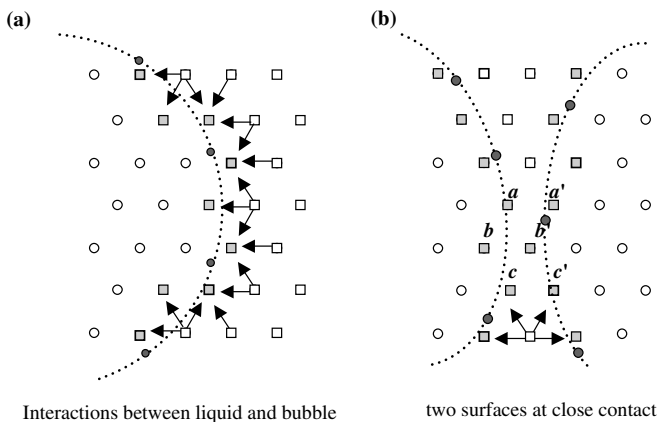 (a)
(b)
a
a'
b
b'
c
c'
Interactions between liquid and bubble
two surfaces at close contact